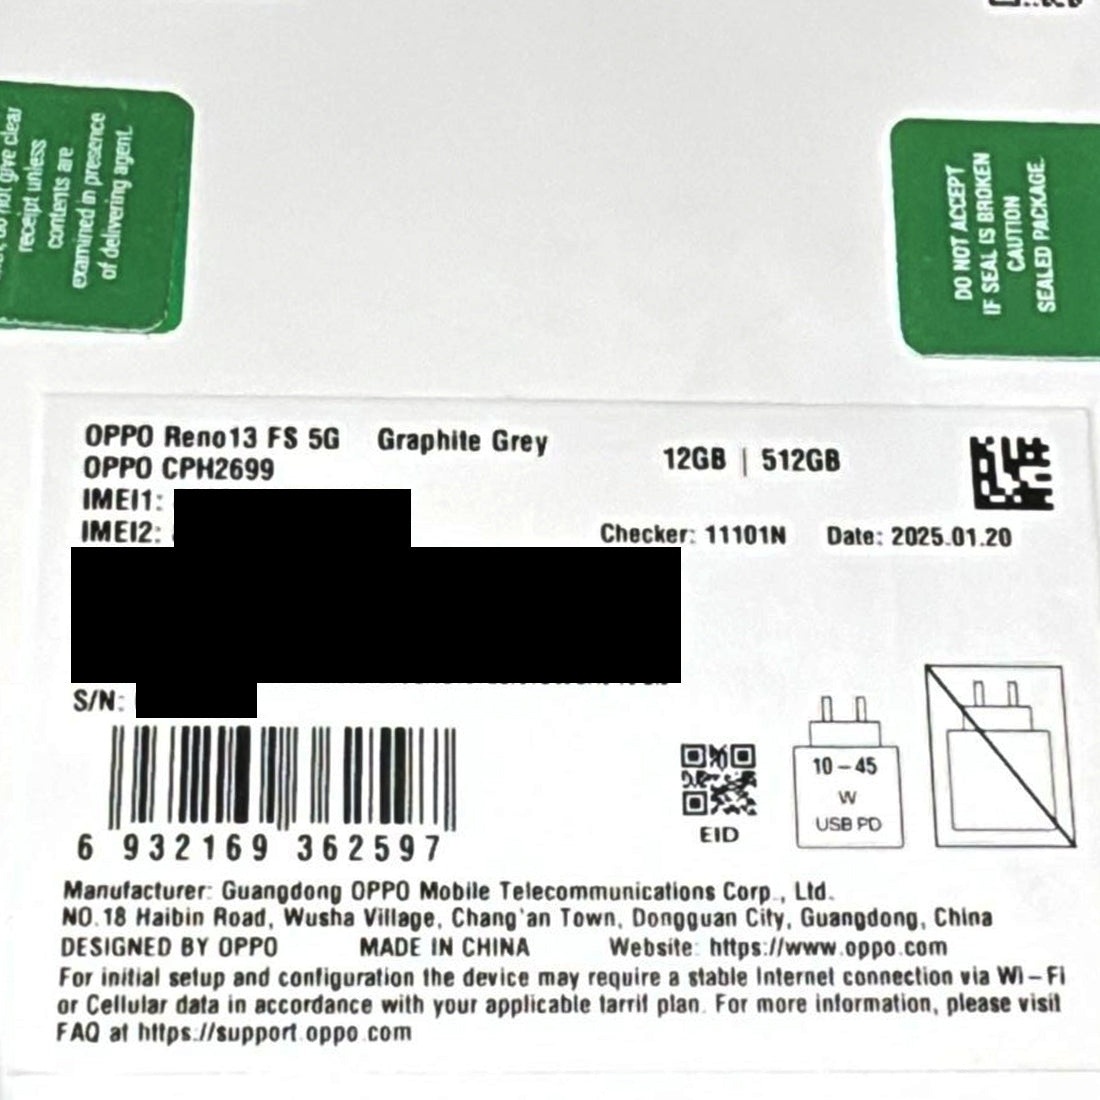 not give clear
receipt unless
contents are
examined in presence
of delivering agent.
DO NOT ACCEPT
IF SEAL IS BROKEN
CAUTION
SEALED PACKAGE.
OPPO Reno13 FS 5G Graphite Grey
OPPO CPH2699
12GB | 512GB
IMEI1:
IMEI2:
Checker: 11101N Date: 2025.01.20
S/N:
6 932169 362597
EID
10-45
W
USB PD
Manufacturer: Guangdong OPPO Mobile Telecommunications Corp., Ltd.
NO.18 Haibin Road, Wusha Village, Chang'an Town, Dongguan City, Guangdong, China
DESIGNED BY OPPO MADE IN CHINA Website: https://www.oppo.com
For initial setup and configuration the device may require a stable Internet connection via Wi-Fi
or Cellular data in accordance with your applicable tarrif plan. For more information, please visit
FAQ at https://support.oppo.com